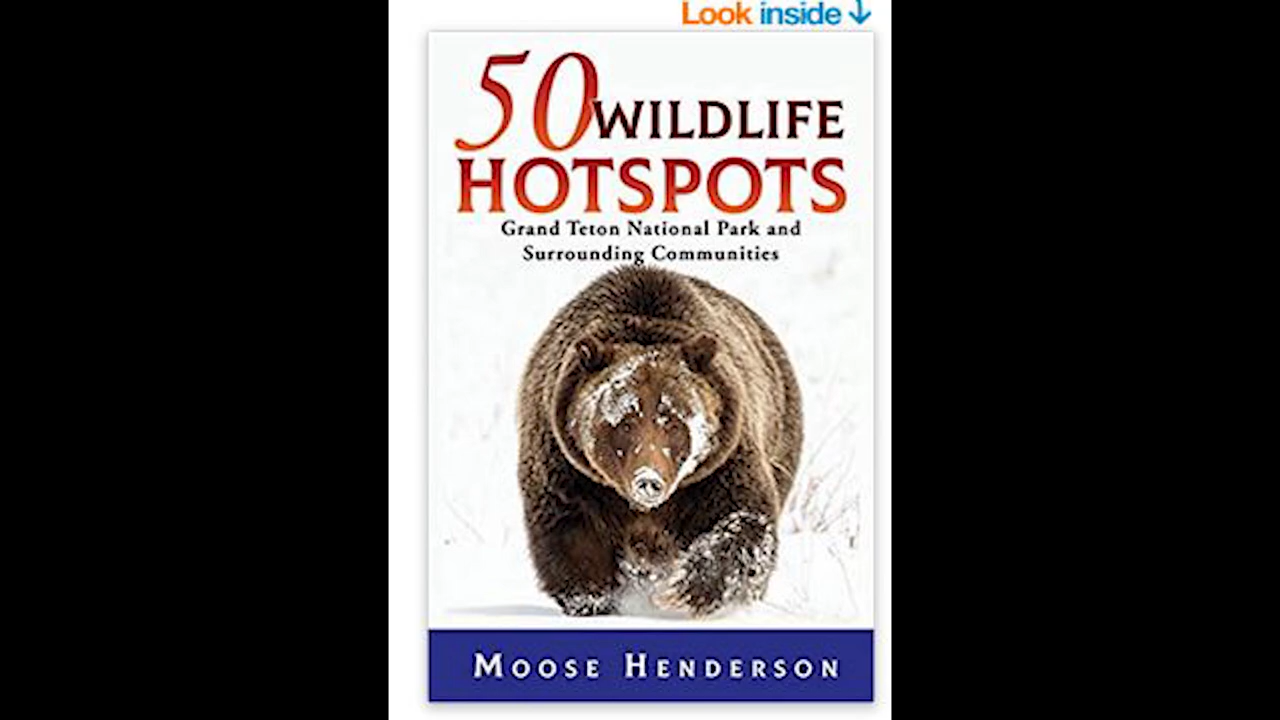 Look inside ↓
50 WILDLIFE
HOTSPOTS
Grand Teton National Park and
Surrounding Communities
MOOSE HENDERSON